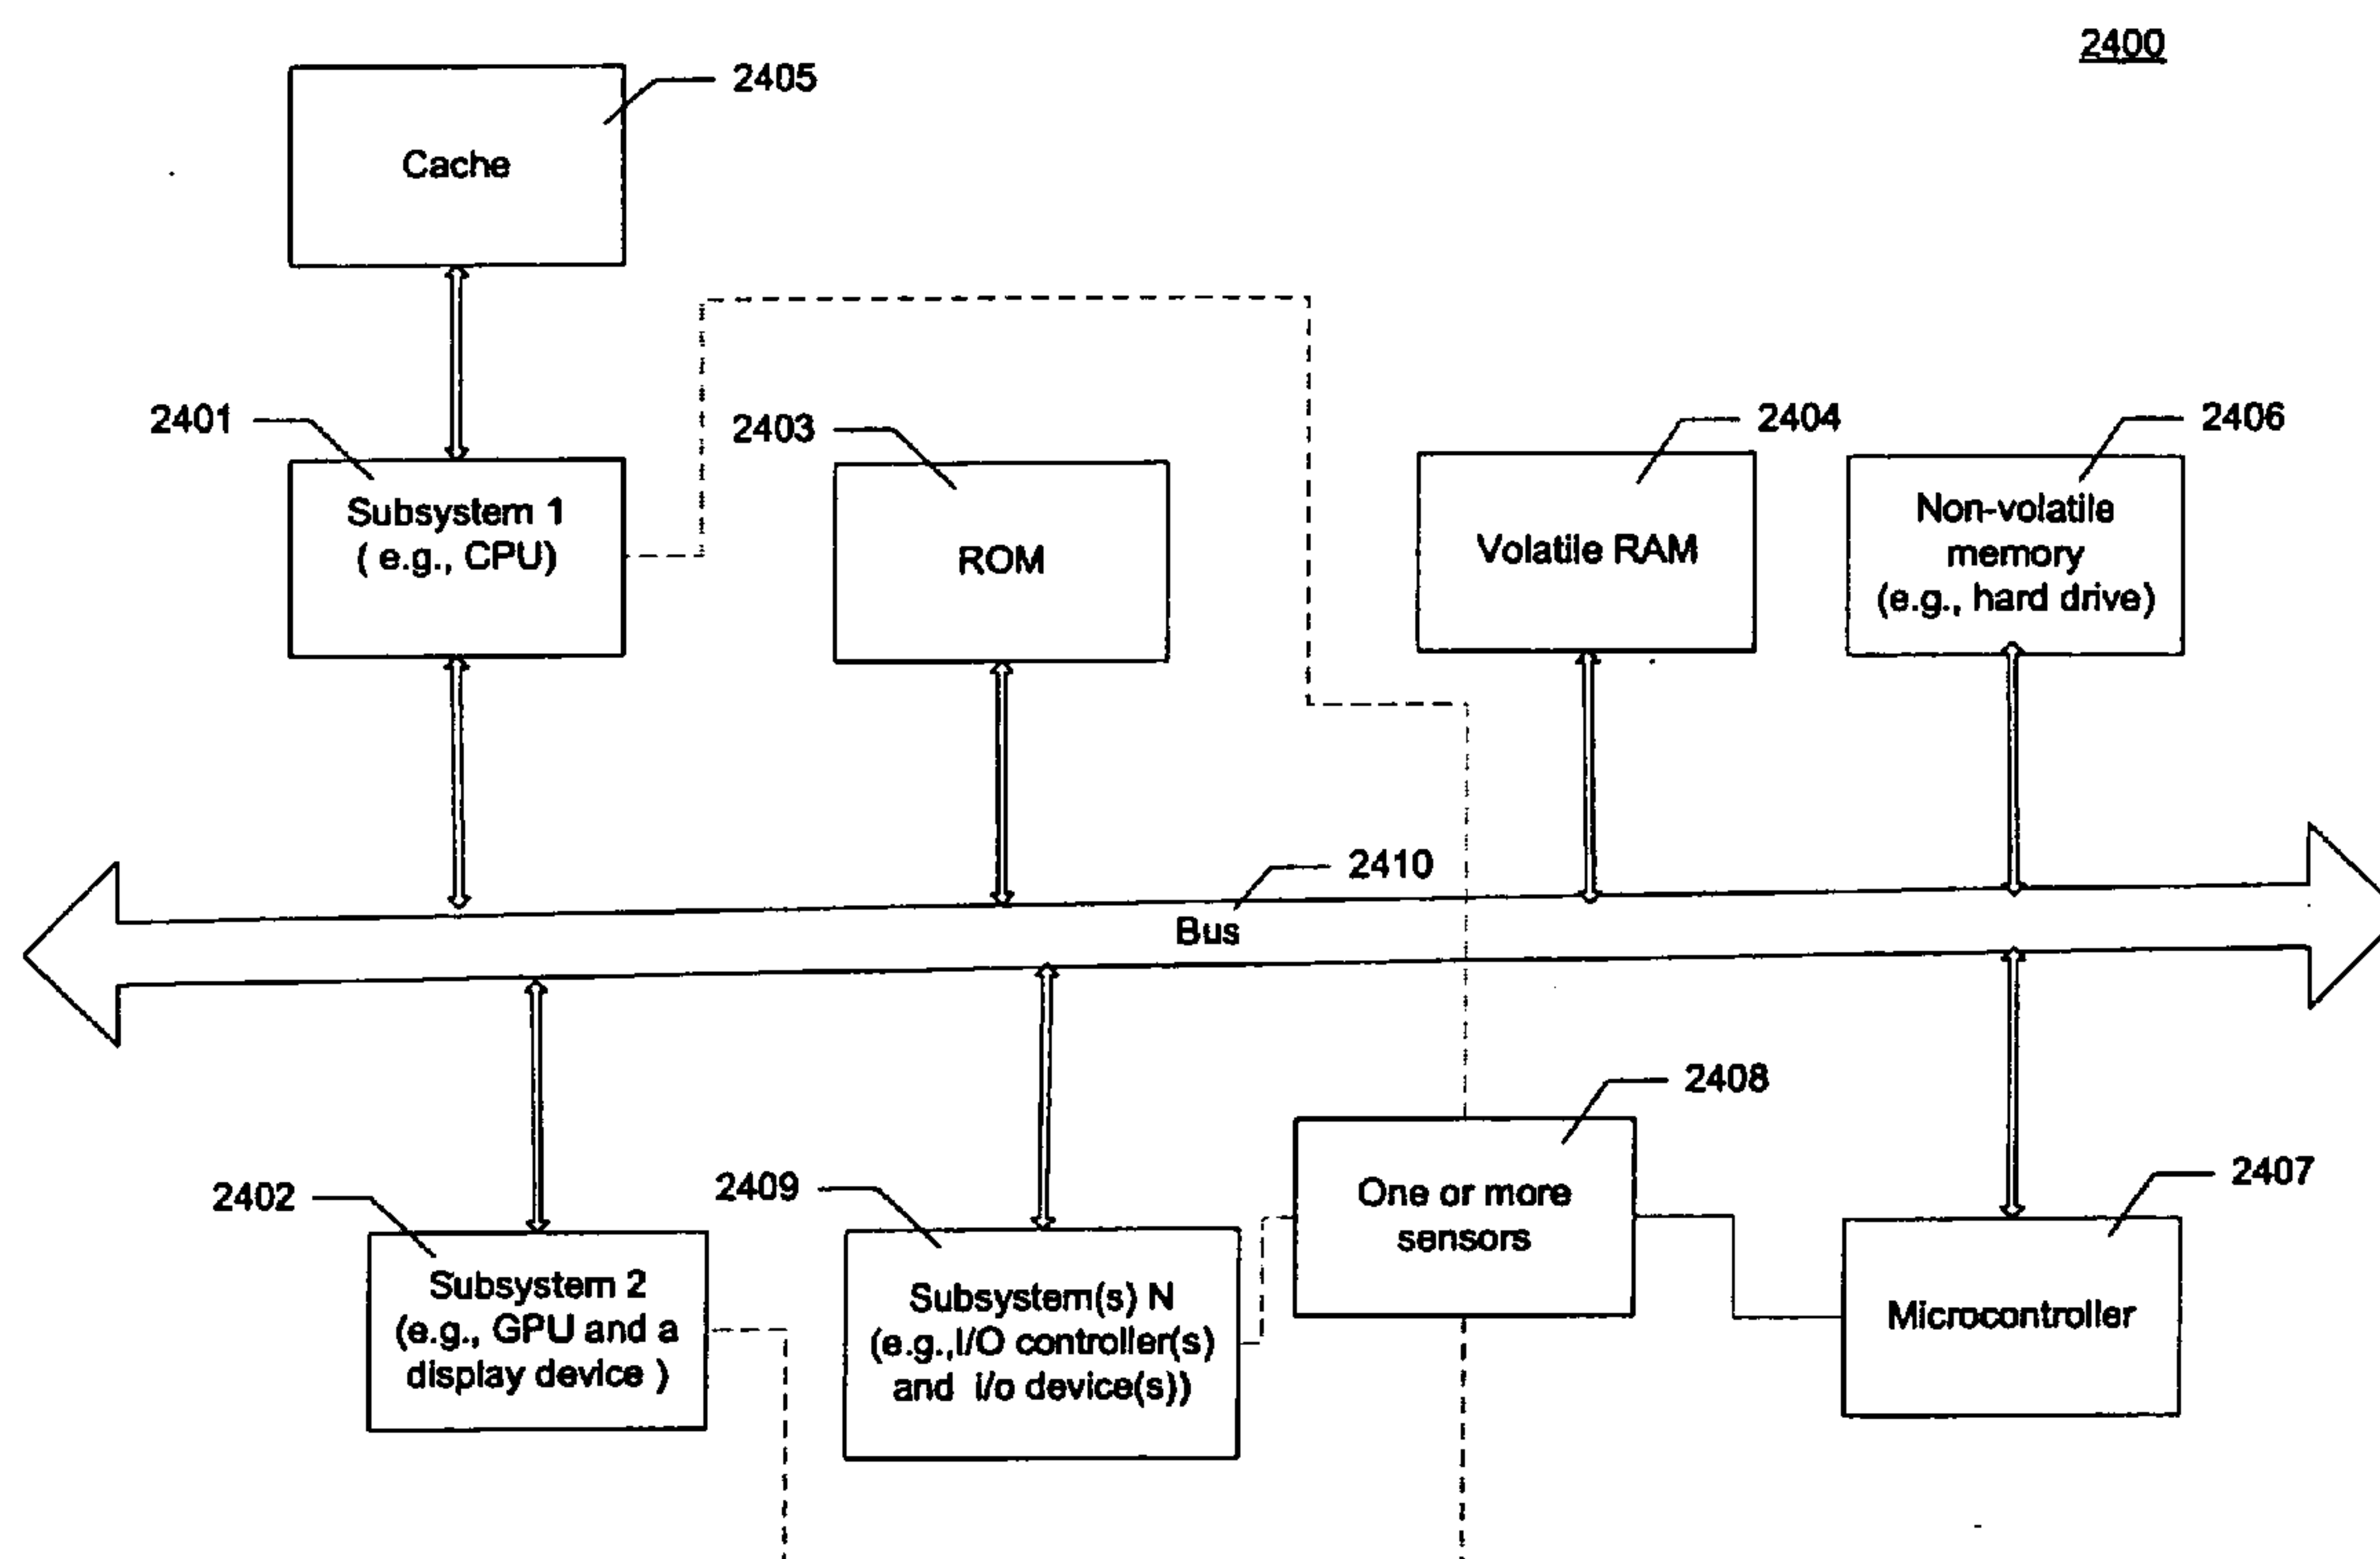 2400
2405
Cache
2401
2403
2404
2406
Subsystem 1
( e.g., CPU)
ROM
Volatile RAM
Non-volatile
memory
(e.g., hard drive)
2410
Bus
2408
2402
2409
2407
One or more
sensors
Subsystem 2
(e.g., GPU and a
display device )
Subsystem(s) N
(e.g.,I/O controller(s)
and i/o device(s))
Microcontroller